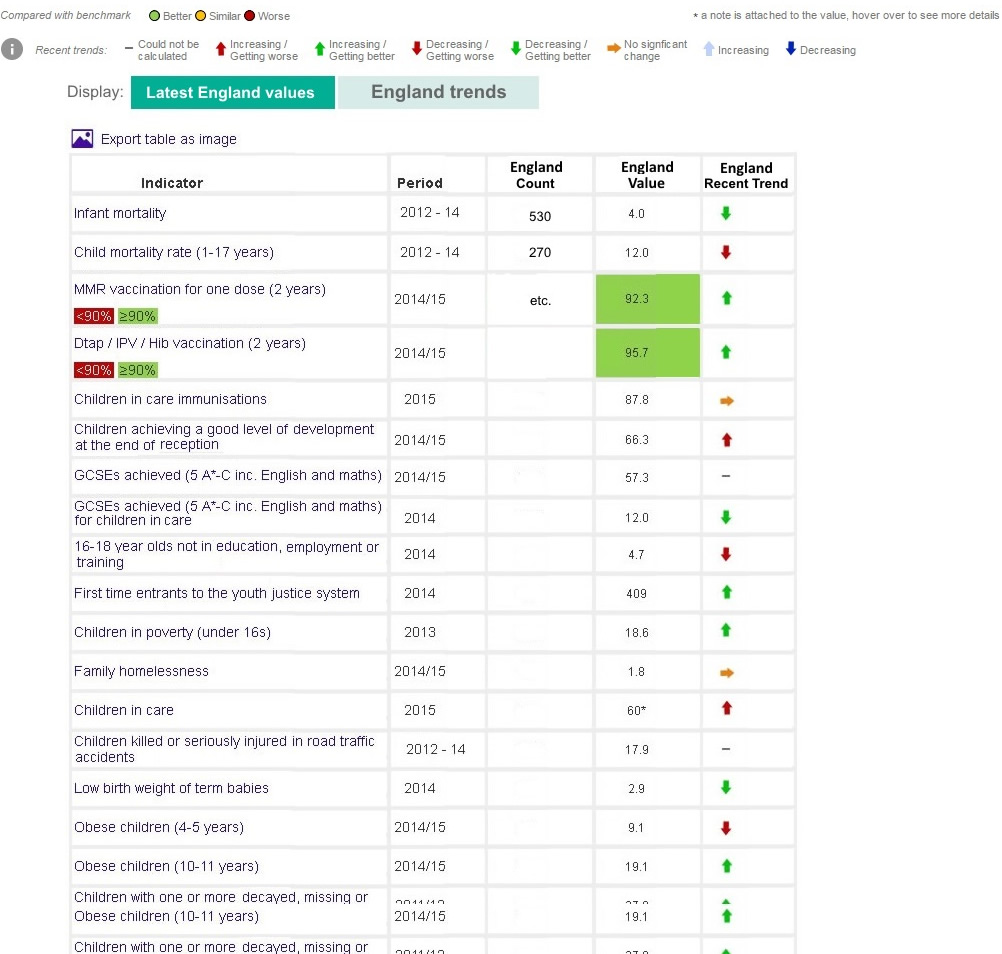 Compared with benchmark Better Similar Worse * a note is attached to the value, hover over to see more details
Recent trends: – Could not be calculated Increasing / Getting worse Increasing / Getting better Decreasing / Getting worse Decreasing / Getting better No signficant change Increasing Decreasing
Display: Latest England values England trends
Export table as image
Indicator Period England Count England Value England Recent Trend
Infant mortality 2012 - 14 530 4.0
Child mortality rate (1-17 years) 2012 - 14 270 12.0
MMR vaccination for one dose (2 years) 2014/15 etc. 92.3
<90% ≥90%
Dtap / IPV / Hib vaccination (2 years) 2014/15 95.7
<90% ≥90%
Children in care immunisations 2015 87.8
Children achieving a good level of development
at the end of reception 2014/15 66.3
GCSEs achieved (5 A*-C inc. English and maths) 2014/15 57.3 –
GCSEs achieved (5 A*-C inc. English and maths)
for children in care 2014 12.0
16-18 year olds not in education, employment or
training 2014 4.7
First time entrants to the youth justice system 2014 409
Children in poverty (under 16s) 2013 18.6
Family homelessness 2014/15 1.8
Children in care 2015 60*
Children killed or seriously injured in road traffic
accidents 2012 - 14 17.9 –
Low birth weight of term babies 2014 2.9
Obese children (4-5 years) 2014/15 9.1
Obese children (10-11 years) 2014/15 19.1
Children with one or more decayed, missing or
Obese children (10-11 years) 2014/15 19.1
Children with one or more decayed, missing or